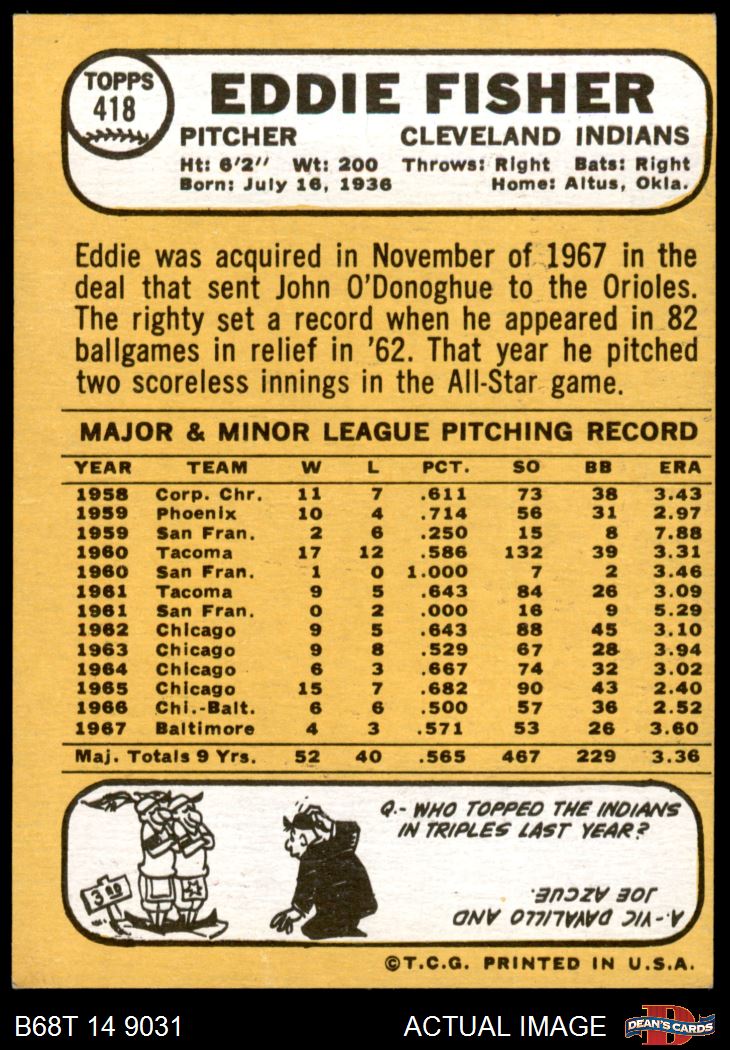 TOPPS
418
EDDIE FISHER
PITCHER CLEVELAND INDIANS
Ht: 6'2" Wt: 200 Throws: Right Bats: Right
Born: July 16, 1936 Home: Altus, Okla.
Eddie was acquired in November of 1967 in the
deal that sent John O'Donoghue to the Orioles.
The righty set a record when he appeared in 82
ballgames in relief in '62. That year he pitched
two scoreless innings in the All-Star game.
MAJOR & MINOR LEAGUE PITCHING RECORD
YEAR TEAM W L PCT. SO BB ERA
1958 Corp. Chr. 11 7 .611 73 38 3.43
1959 Phoenix 10 4 .714 56 31 2.97
1959 San Fran. 2 6 .250 15 8 7.88
1960 Tacoma 17 12 .586 132 39 3.31
1960 San Fran. 1 0 1.000 7 2 3.46
1961 Tacoma 9 5 .643 84 26 3.09
1961 San Fran. 0 2 .000 16 9 5.29
1962 Chicago 9 5 .643 88 45 3.10
1963 Chicago 9 8 .529 67 28 3.94
1964 Chicago 6 3 .667 74 32 3.02
1965 Chicago 15 7 .682 90 43 2.40
1966 Chi.-Balt. 6 6 .500 57 36 2.52
1967 Baltimore 4 3 .571 53 26 3.60
Maj. Totals 9 Yrs. 52 40 .565 467 229 3.36
3 BB
Q.- WHO TOPPED THE INDIANS
IN TRIPLES LAST YEAR?
A.- VIC DAVALILLO AND
JOE AZCUE.
©T.C.G. PRINTED IN U.S.A.
B68T 14 9031 ACTUAL IMAGE DEAN'S CARDS